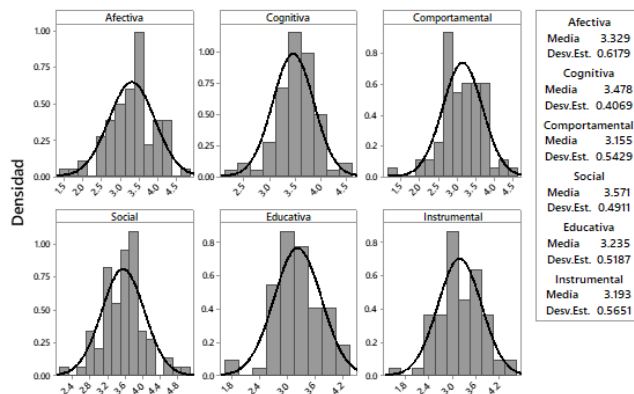 Afectiva
Cognitiva
Comportamental
Densidad
1.00
0.75
0.50
0.25
0.00
1.5 2.0 2.5 3.0 3.5 4.0 4.5
1.00
0.75
0.50
0.25
0.00
2.5 3.0 3.5 4.0 4.5
0.8
0.6
0.4
0.2
0.0
1.5 2.0 2.5 3.0 3.5 4.0 4.5
Social
Educativa
Instrumental
1.00
0.75
0.50
0.25
0.00
2.4 2.8 3.2 3.6 4.0 4.4 4.8
0.8
0.6
0.4
0.2
0.0
1.8 2.4 3.0 3.6 4.2
0.8
0.6
0.4
0.2
0.0
1.8 2.4 3.0 3.6 4.2
Afectiva
Media 3.329
Desv.Est. 0.6179
Cognitiva
Media 3.478
Desv.Est. 0.4069
Comportamental
Media 3.155
Desv.Est. 0.5429
Social
Media 3.571
Desv.Est. 0.4911
Educativa
Media 3.235
Desv.Est. 0.5187
Instrumental
Media 3.193
Desv.Est. 0.5651